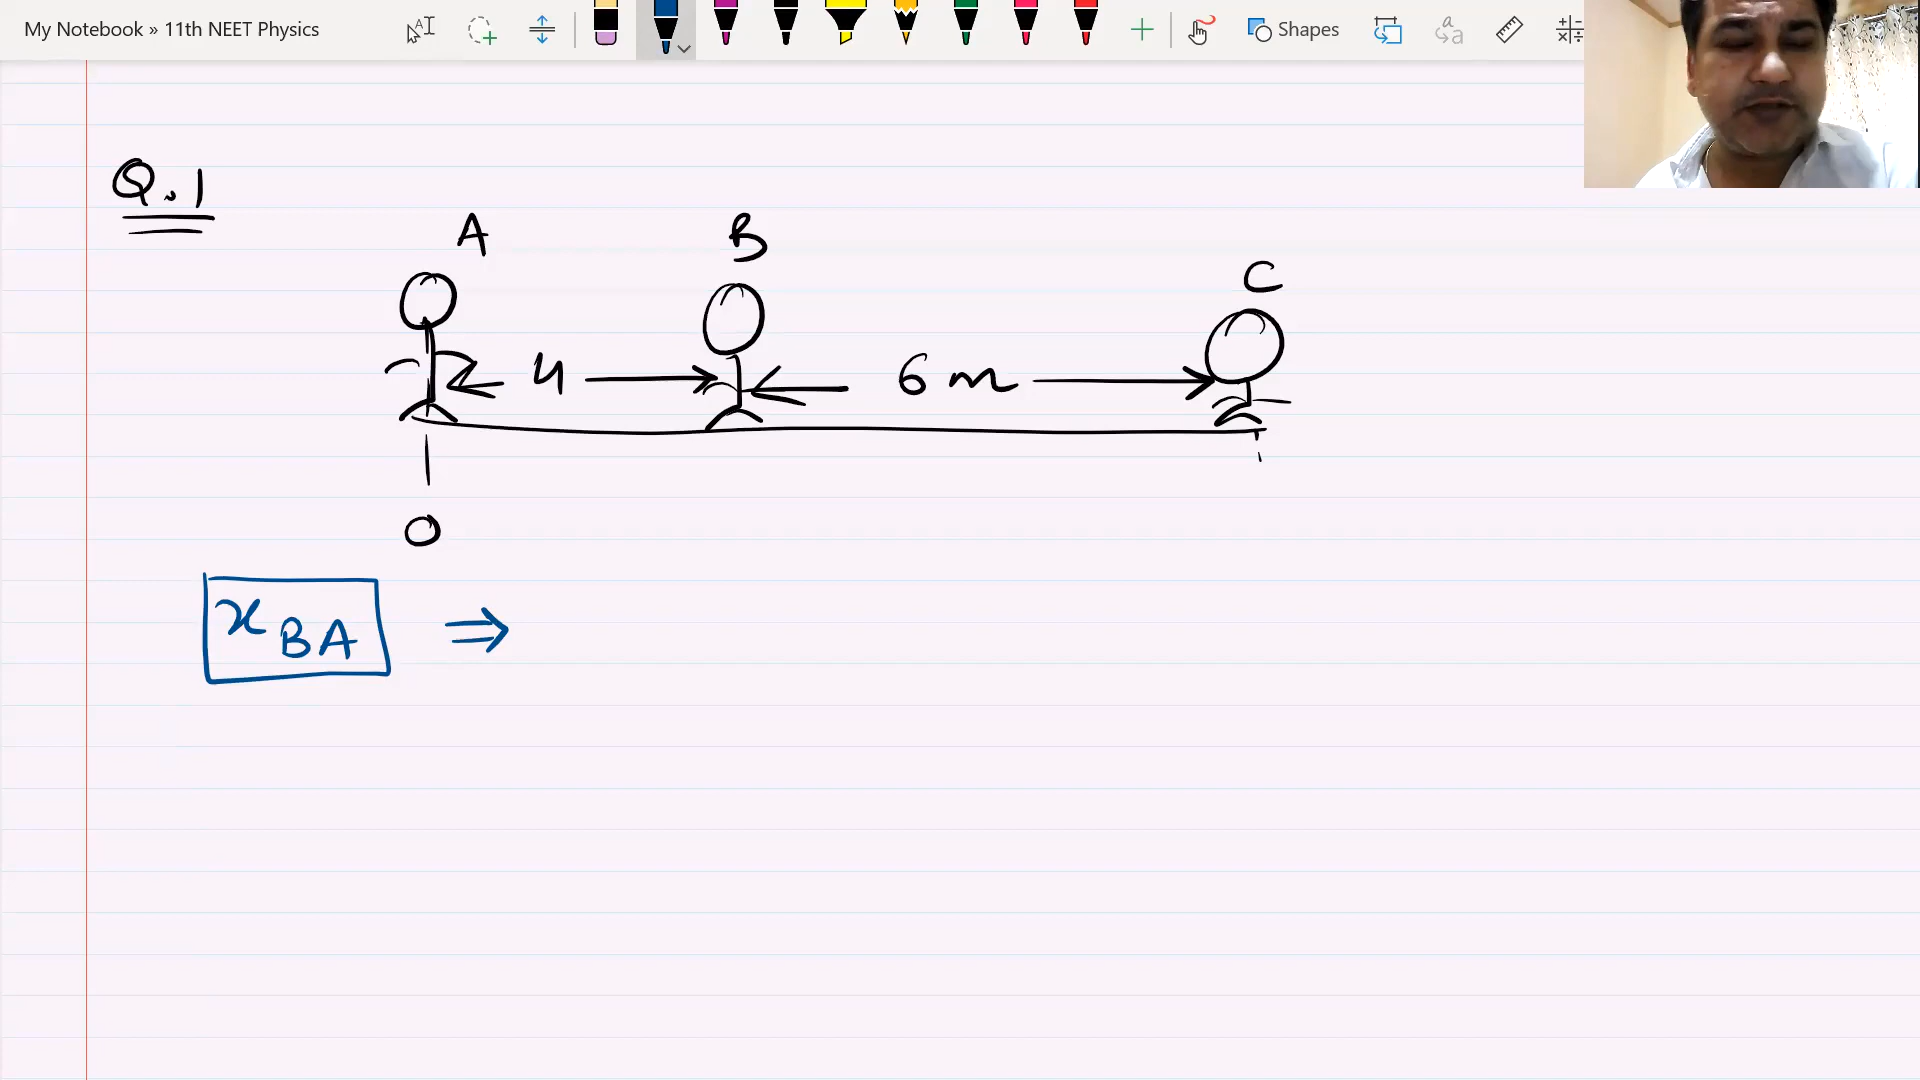 My Notebook » 11th NEET Physics
Shapes
Q.1
A B C
4 6 m
O
x BA ⇒